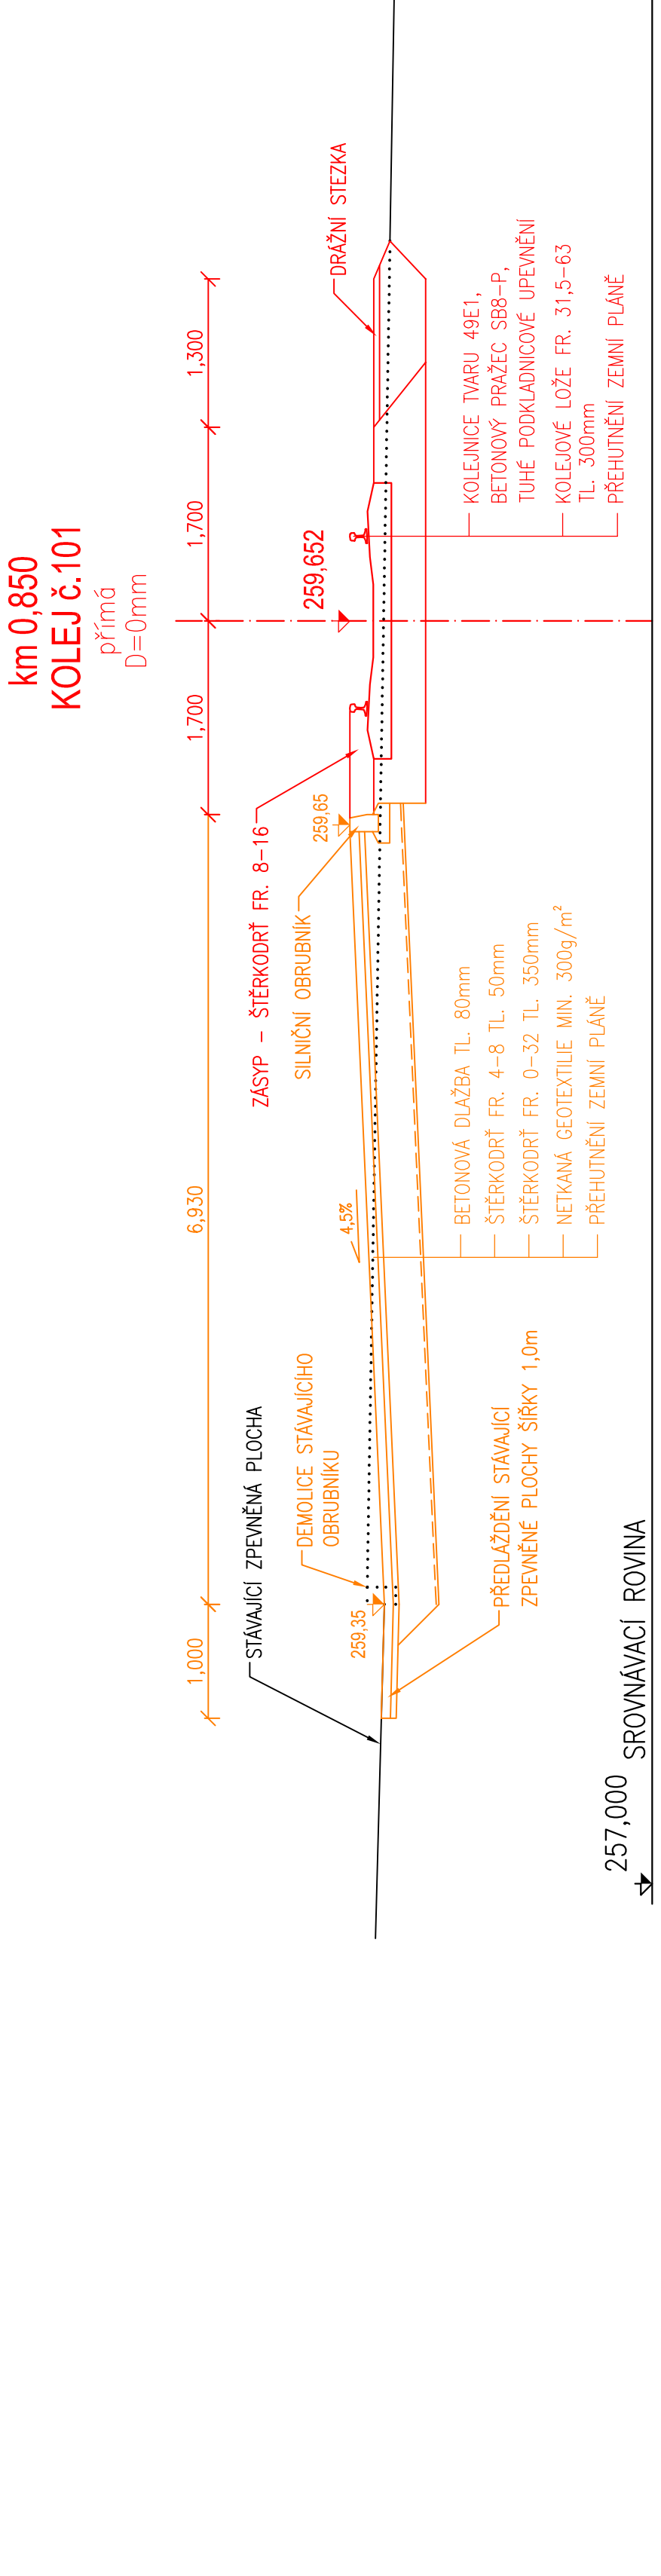 km 0,850
KOLEJ č.101
přímá
D=0mm
1,000
6,930
1,700
1,700
1,300
STÁVAJÍCÍ ZPEVNĚNÁ PLOCHA
DEMOLICE STÁVAJÍCÍHO
OBRUBNÍKU
259,35
4,5%
ZÁSYP – ŠTĚRKODRŤ FR. 8–16
SILNIČNÍ OBRUBNÍK
259,65
259,652
DRÁŽNÍ STEZKA
PŘEDLÁŽDĚNÍ STÁVAJÍCÍ
ZPEVNĚNÉ PLOCHY ŠÍŘKY 1,0m
BETONOVÁ DLAŽBA TL. 80mm
ŠTĚRKODRŤ FR. 4–8 TL. 50mm
ŠTĚRKODRŤ FR. 0–32 TL. 350mm
NETKANÁ GEOTEXTILIE MIN. 300g/m²
PŘEHUTNĚNÍ ZEMNÍ PLÁNĚ
KOLEJNICE TVARU 49E1,
BETONOVÝ PRAŽEC SB8–P,
TUHÉ PODKLADNICOVÉ UPEVNĚNÍ
KOLEJOVÉ LOŽE FR. 31,5–63
TL. 300mm
PŘEHUTNĚNÍ ZEMNÍ PLÁNĚ
257,000
SROVNÁVACÍ ROVINA